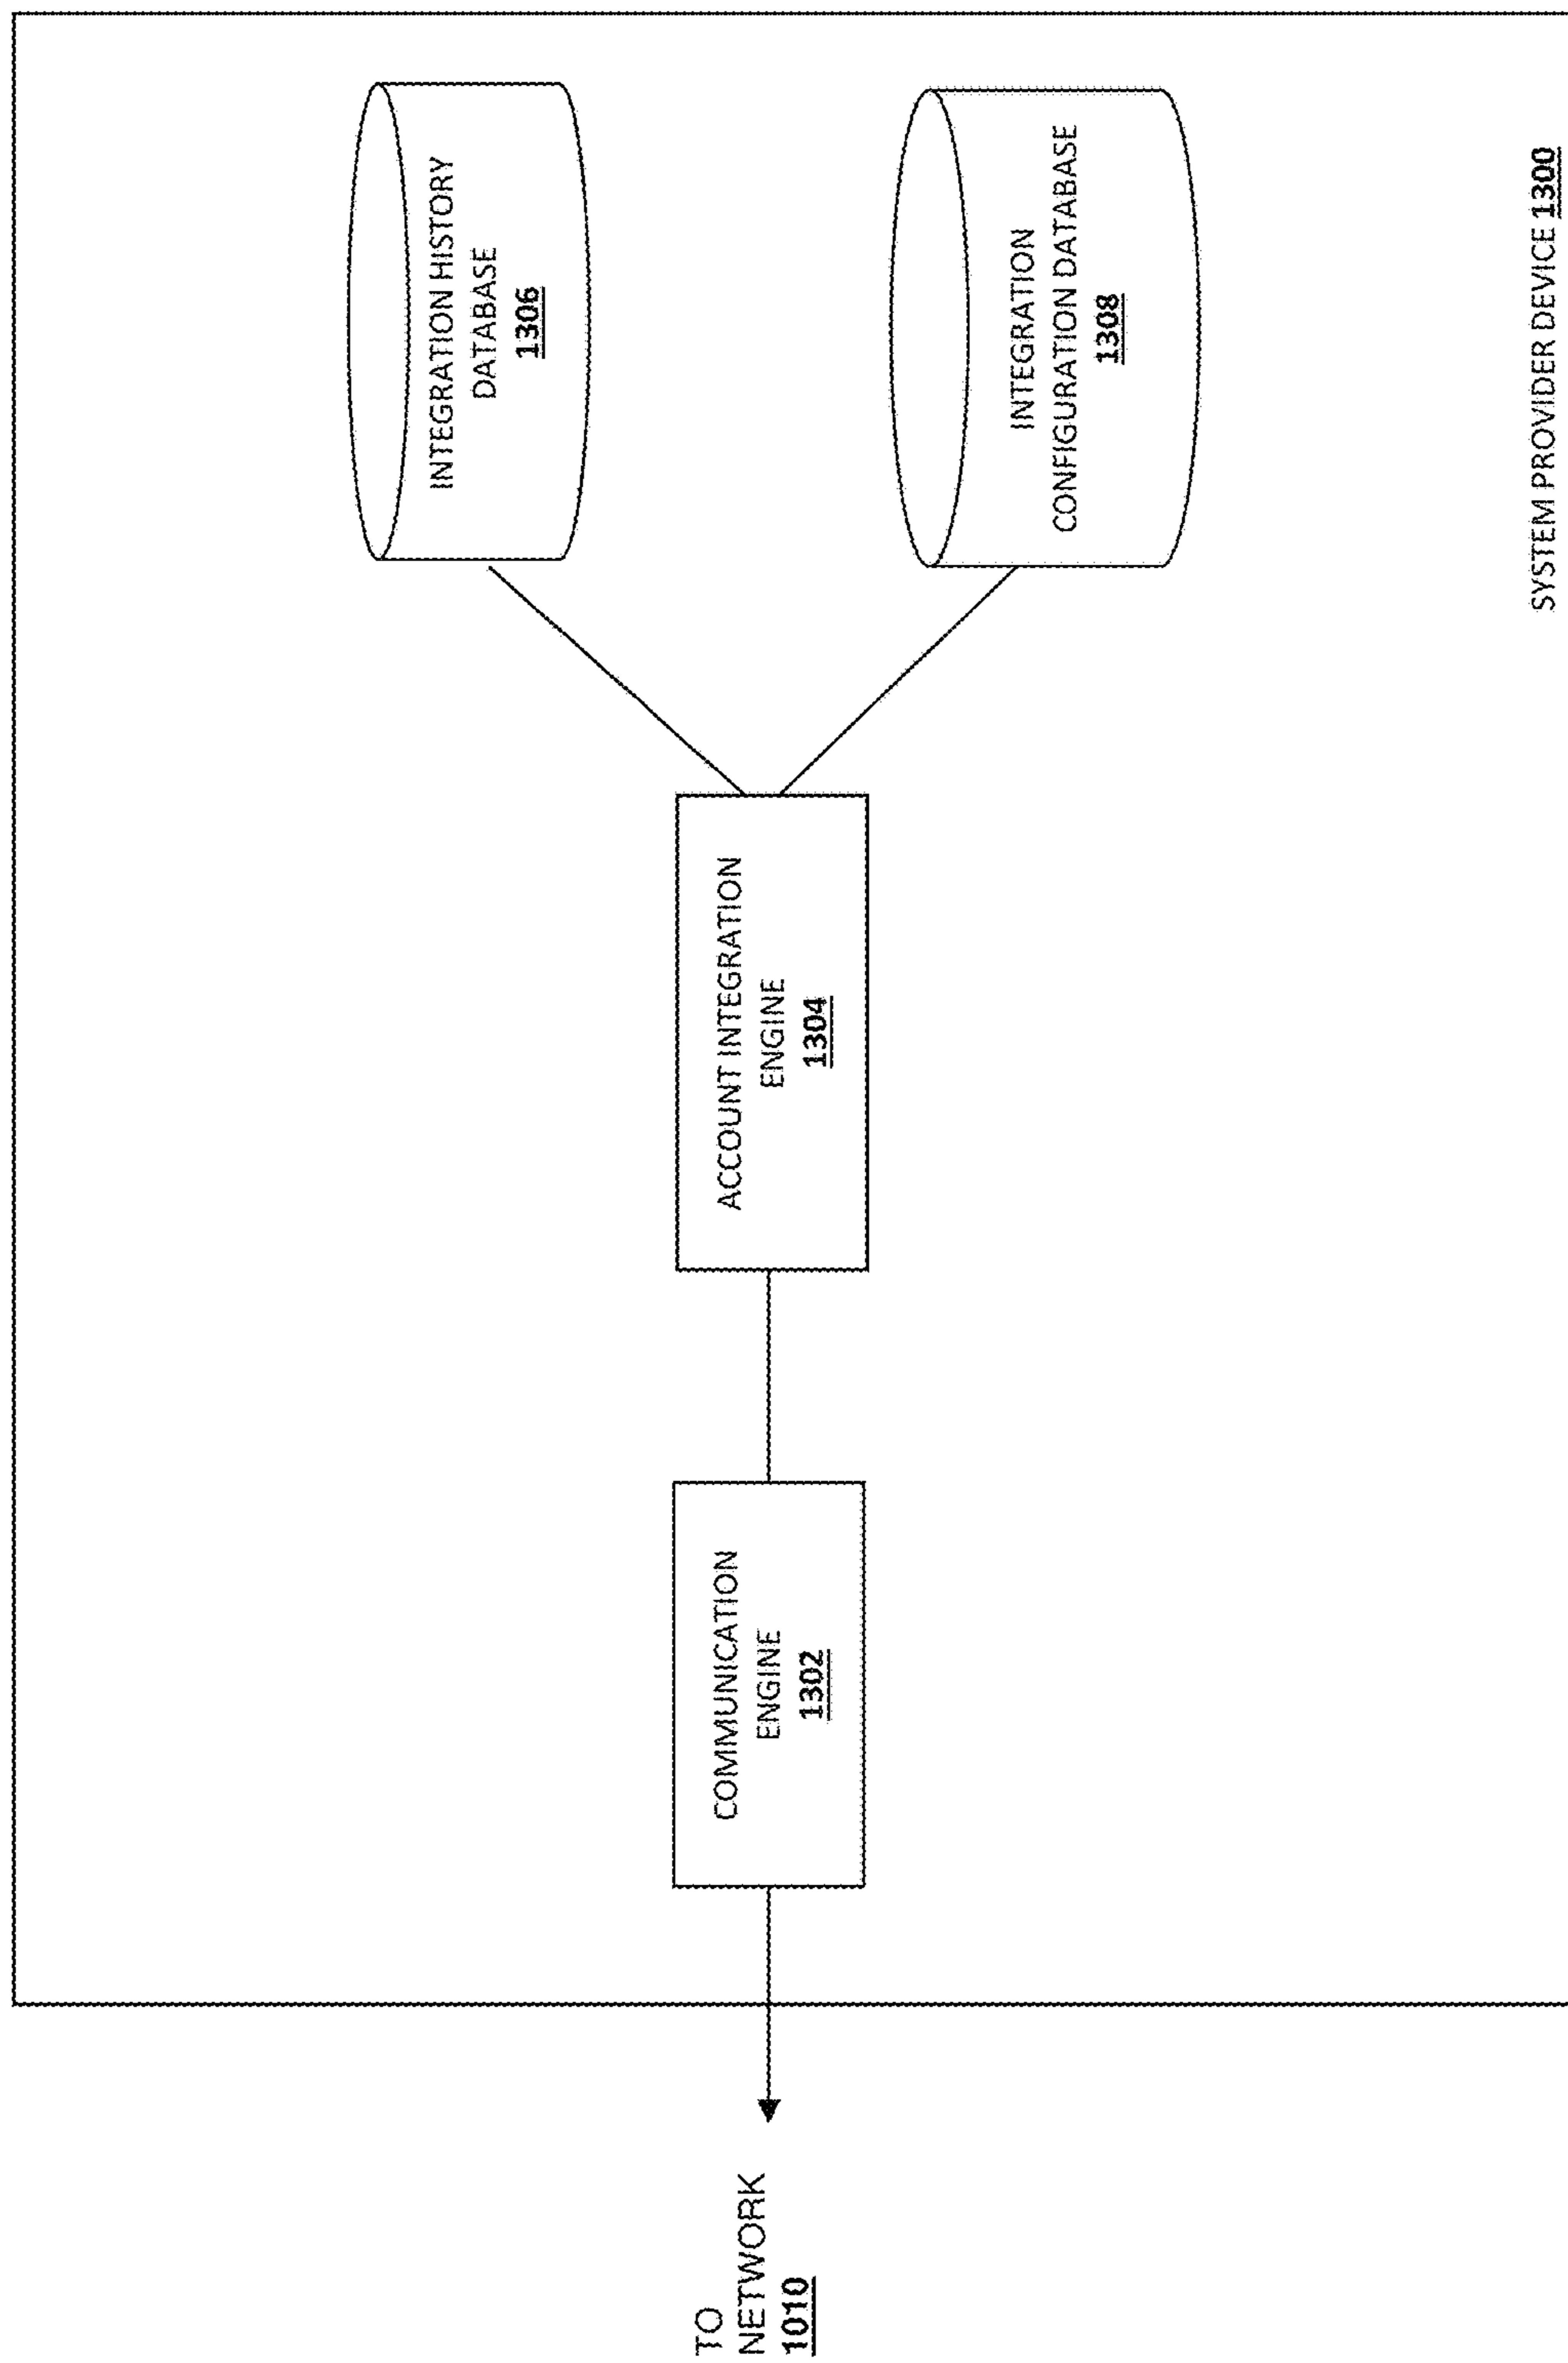 TO
NETWORK
1010
COMMUNICATION
ENGINE
1302
ACCOUNT INTEGRATION
ENGINE
1304
INTEGRATION HISTORY
DATABASE
1306
INTEGRATION
CONFIGURATION DATABASE
1308
SYSTEM PROVIDER DEVICE 1300